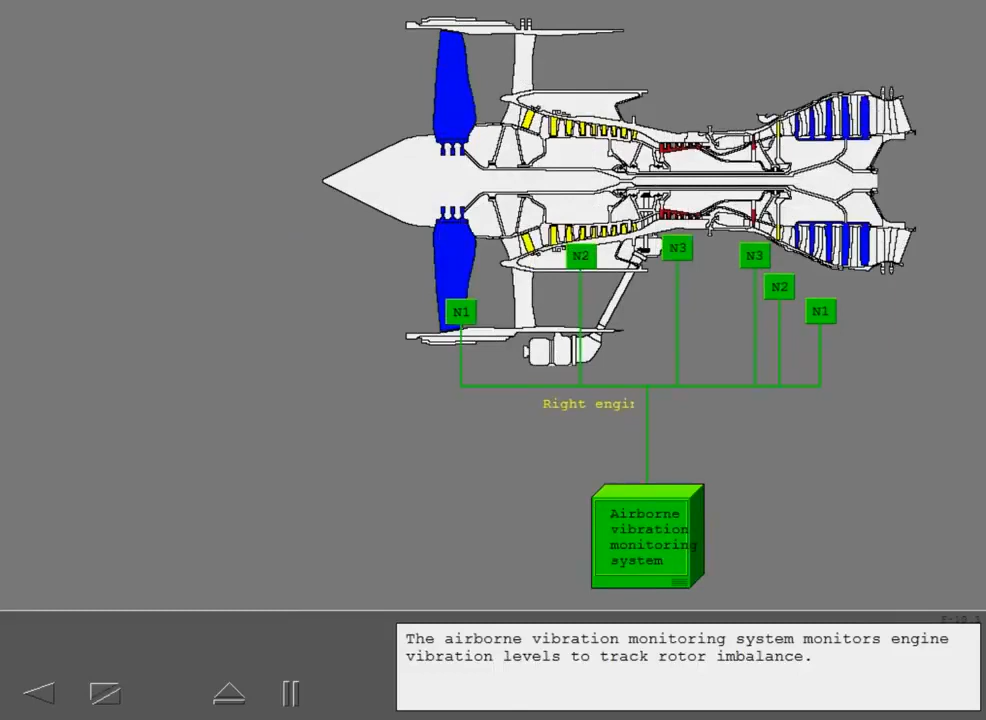 N2
N3
N3
N2
N1
N1
Right engi
Airborne
vibration
monitoring
system
The airborne vibration monitoring system monitors engine
vibration levels to track rotor imbalance.